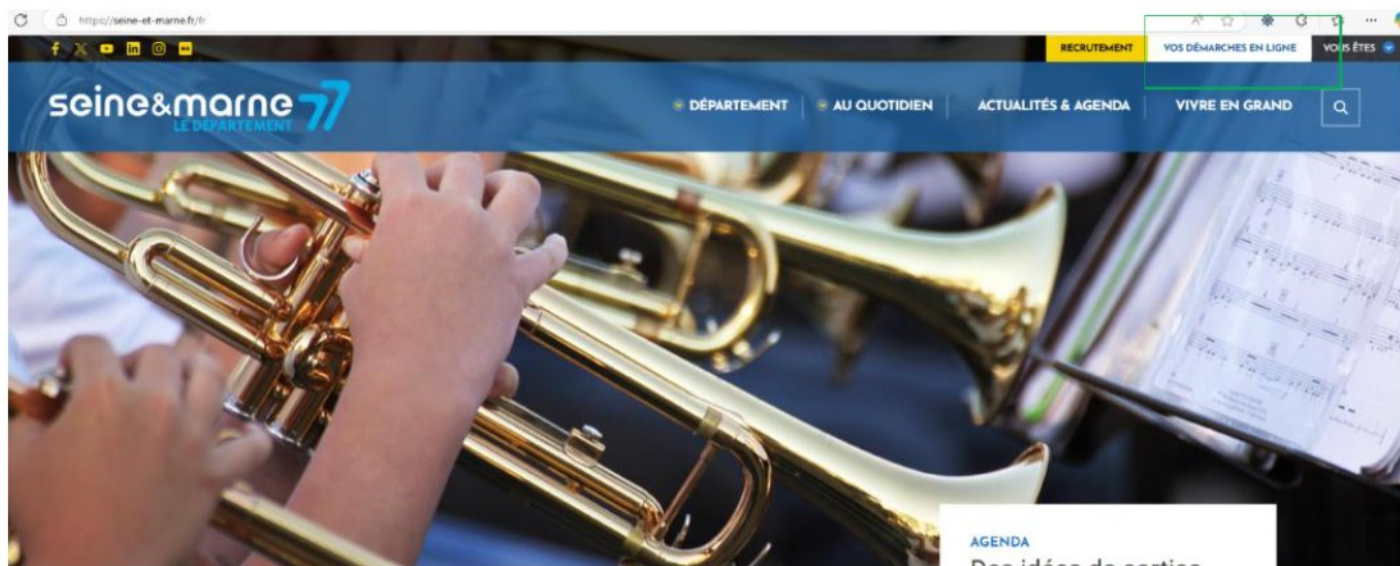 https://seine-et-marne.fr/fr
RECRUTEMENT
VOS DÉMARCHES EN LIGNE
VOUS ÊTES
seine&marne 77
LE DÉPARTEMENT
DÉPARTEMENT
AU QUOTIDIEN
ACTUALITÉS & AGENDA
VIVRE EN GRAND
AGENDA
Des idées de sorties